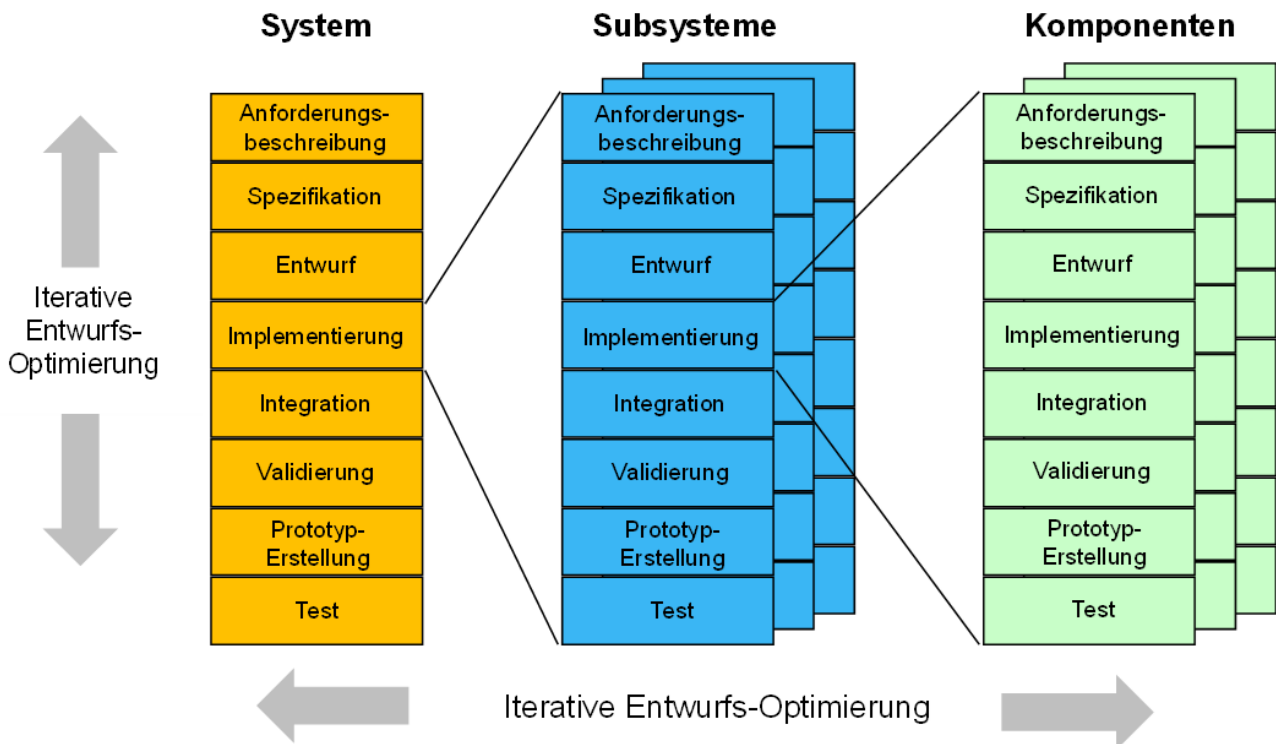 System
Subsysteme
Komponenten
Anforderungs-
beschreibung
Spezifikation
Entwurf
Implementierung
Integration
Validierung
Prototyp-
Erstellung
Test
Anforderungs-
beschreibung
Spezifikation
Entwurf
Implementierung
Integration
Validierung
Prototyp-
Erstellung
Test
Anforderungs-
beschreibung
Spezifikation
Entwurf
Implementierung
Integration
Validierung
Prototyp-
Erstellung
Test
Iterative
Entwurfs-
Optimierung
Iterative Entwurfs-Optimierung